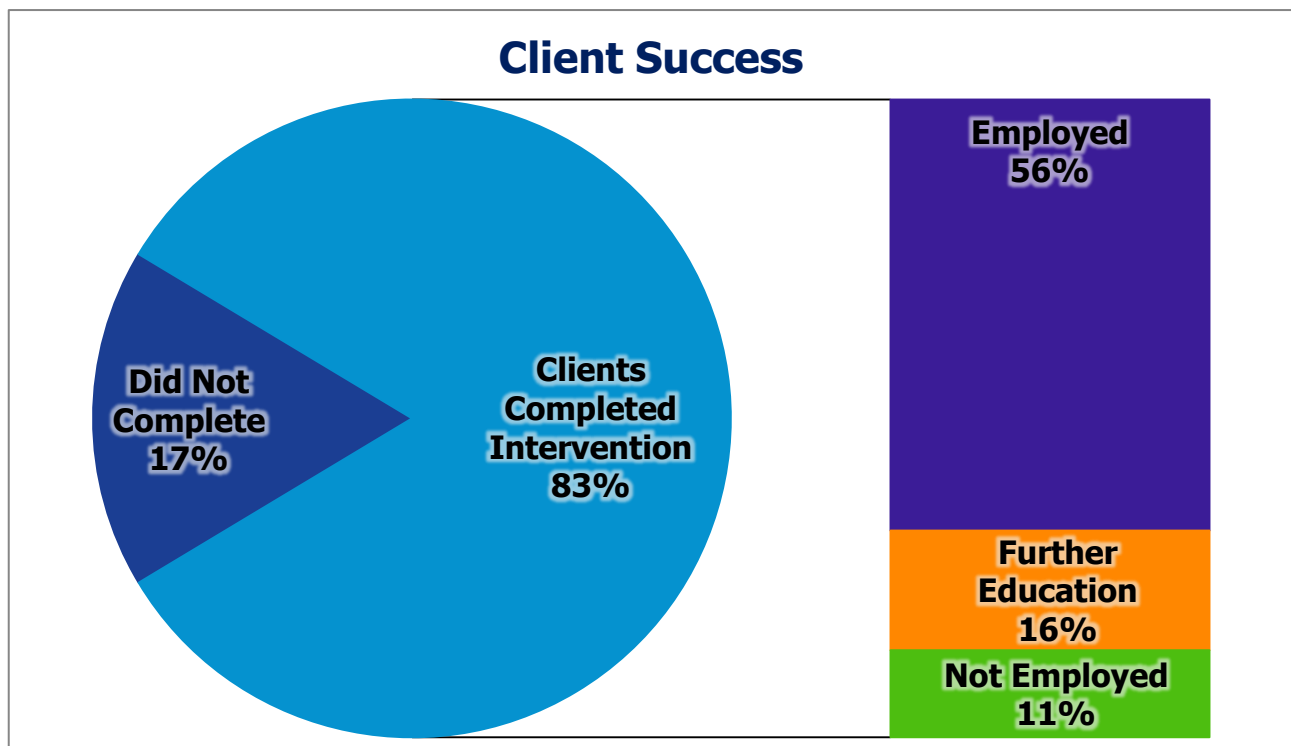 Client Success
Did Not
Complete
17%
Clients
Completed
Intervention
83%
Employed
56%
Further
Education
16%
Not Employed
11%